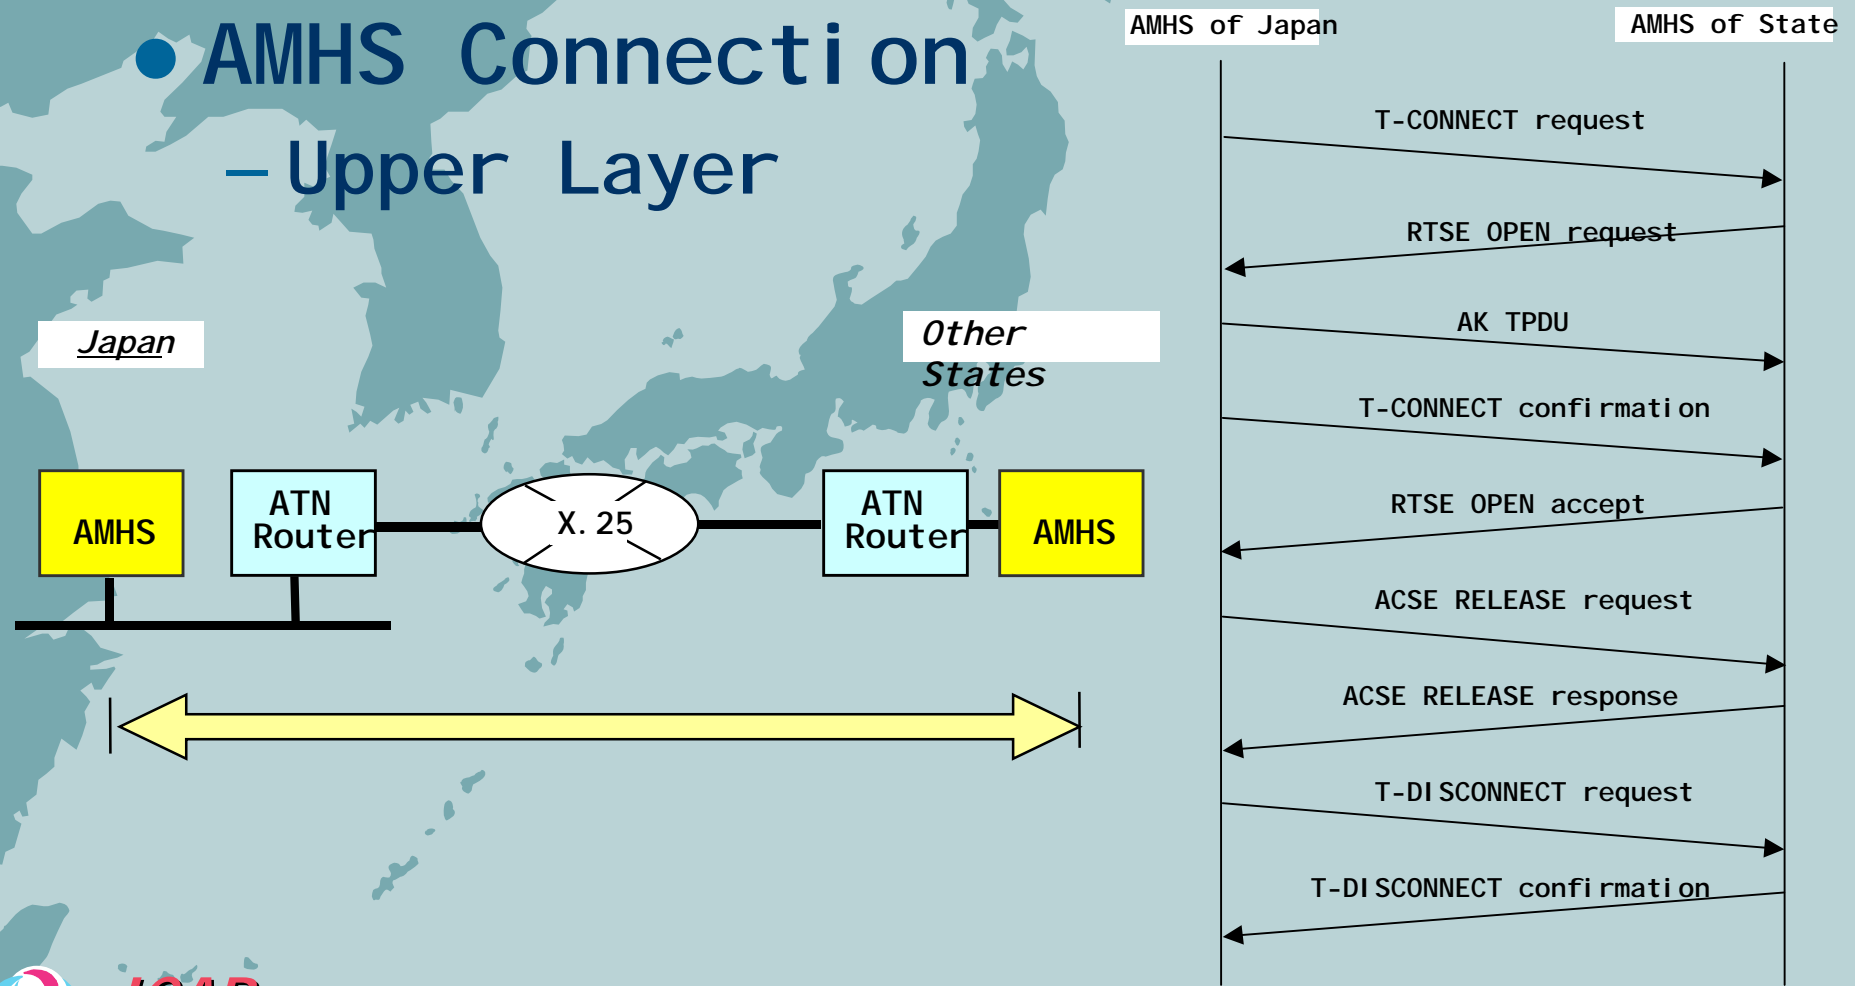 • AMHS Connection
– Upper Layer
Japan
Other
States
AMHS
ATN
Router
X.25
ATN
Router
AMHS
AMHS of Japan
AMHS of State
T-CONNECT request
RTSE OPEN request
AK TPDU
T-CONNECT confirmation
RTSE OPEN accept
ACSE RELEASE request
ACSE RELEASE response
T-DISCONNECT request
T-DISCONNECT confirmation